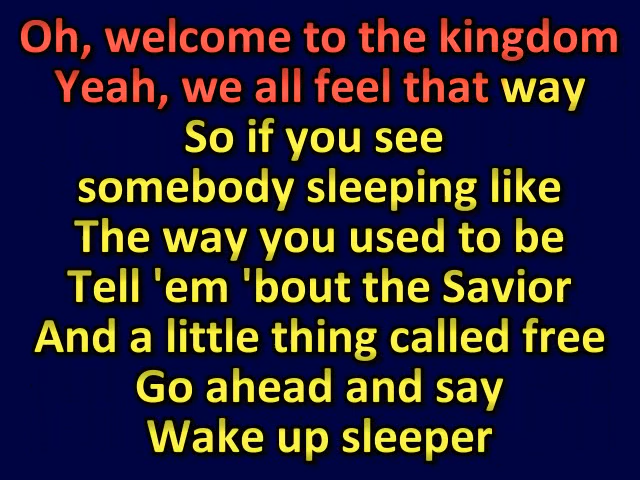 Oh, welcome to the kingdom
Yeah, we all feel that way
So if you see
somebody sleeping like
The way you used to be
Tell 'em 'bout the Savior
And a little thing called free
Go ahead and say
Wake up sleeper